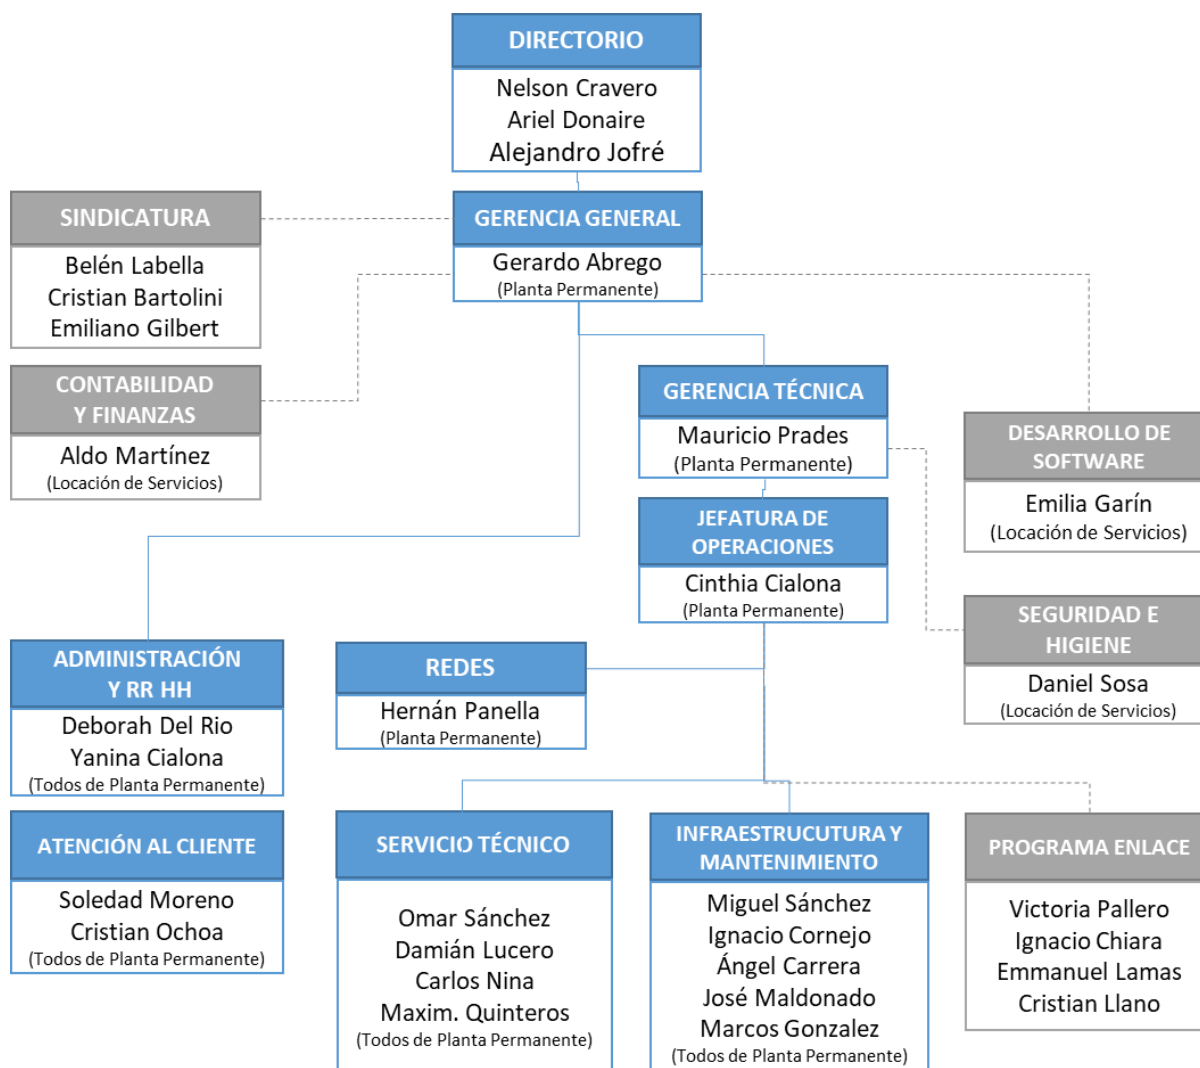 DIRECTORIO
Nelson Cravero
Ariel Donaire
Alejandro Jofré
SINDICATURA
Belén Labella
Cristian Bartolini
Emiliano Gilbert
GERENCIA GENERAL
Gerardo Abrego
(Planta Permanente)
CONTABILIDAD
Y FINANZAS
Aldo Martínez
(Locación de Servicios)
GERENCIA TÉCNICA
Mauricio Prades
(Planta Permanente)
DESARROLLO DE
SOFTWARE
Emilia Garín
(Locación de Servicios)
JEFATURA DE
OPERACIONES
Cinthia Cialona
(Planta Permanente)
SEGURIDAD E
HIGIENE
Daniel Sosa
(Locación de Servicios)
ADMINISTRACIÓN
Y RR HH
Deborah Del Rio
Yanina Cialona
(Todos de Planta Permanente)
REDES
Hernán Panella
(Planta Permanente)
ATENCIÓN AL CLIENTE
Soledad Moreno
Cristian Ochoa
(Todos de Planta Permanente)
SERVICIO TÉCNICO
Omar Sánchez
Damián Lucero
Carlos Nina
Maxim. Quinteros
(Todos de Planta Permanente)
INFRAESTRUCUTURA Y
MANTENIMIENTO
Miguel Sánchez
Ignacio Cornejo
Ángel Carrera
José Maldonado
Marcos Gonzalez
(Todos de Planta Permanente)
PROGRAMA ENLACE
Victoria Pallero
Ignacio Chiara
Emmanuel Lamas
Cristian Llano